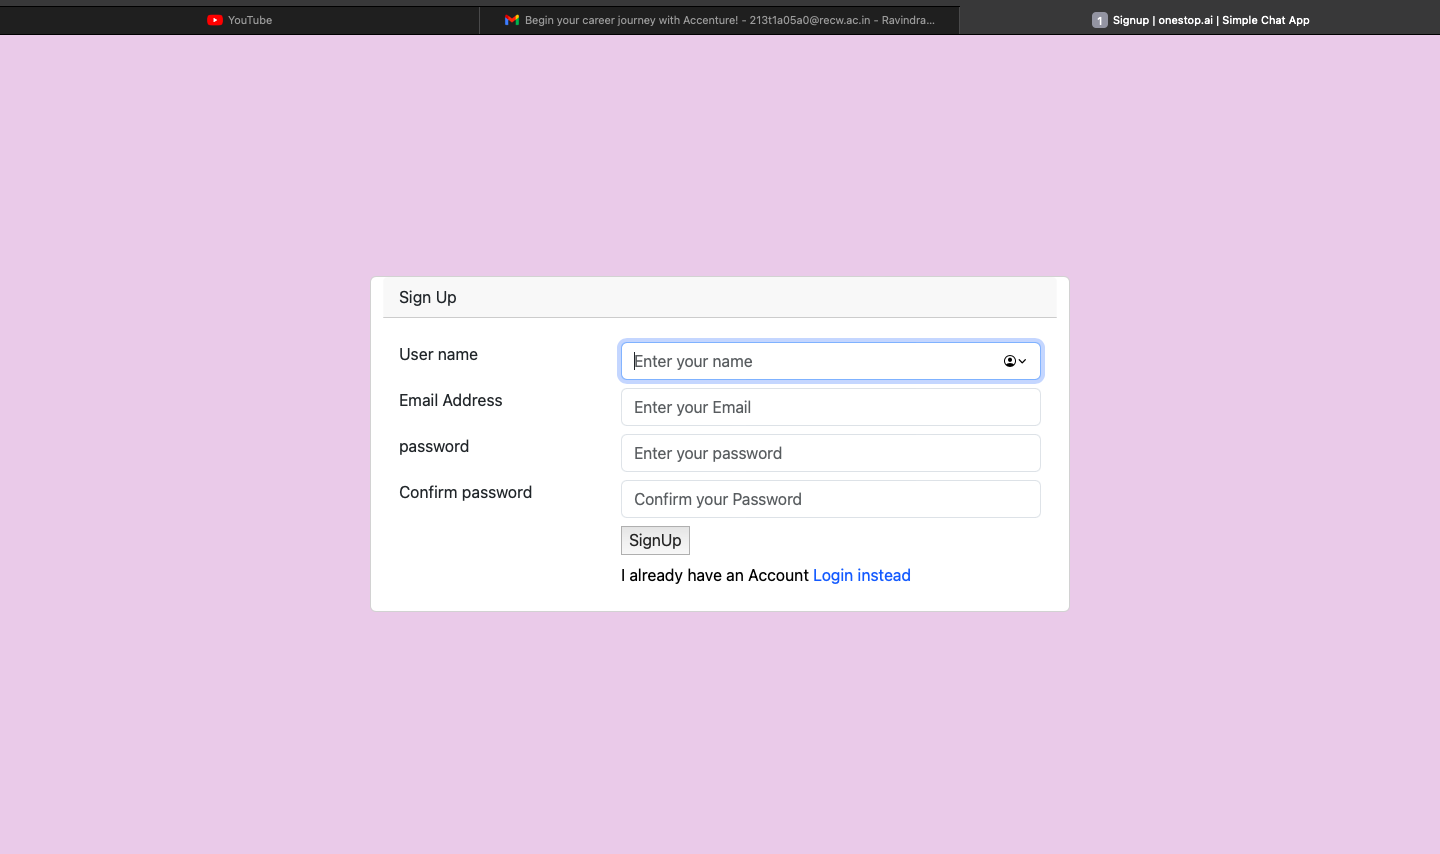 YouTube
Begin your career journey with Accenture! - 213t1a05a0@recw.ac.in - Ravindra...
1 Signup | onestop.ai | Simple Chat App
Sign Up
User name
Enter your name
Email Address
Enter your Email
password
Enter your password
Confirm password
Confirm your Password
SignUp
I already have an Account Login instead